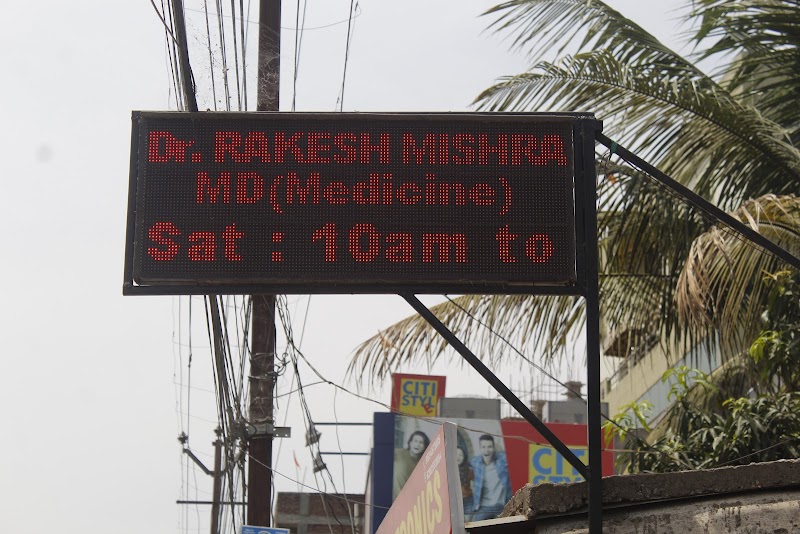 Dr. RAKESH MISHRA
MD(Medicine)
Sat : 10am to
CITI
STYLE
CITI